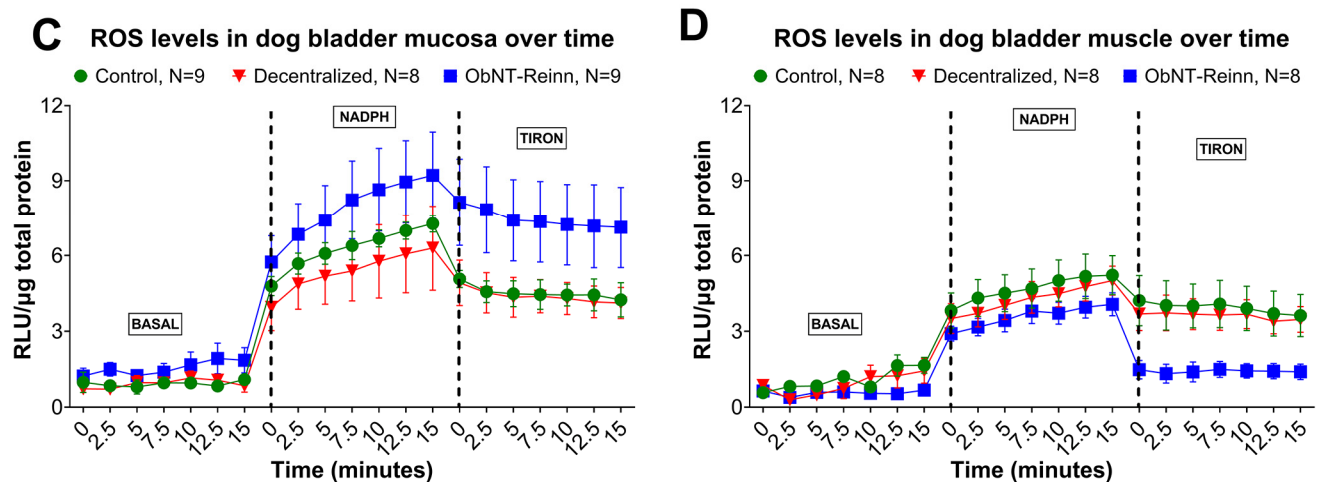 C ROS levels in dog bladder mucosa over time
Control, N=9 Decentralized, N=8 ObNT-Reinn, N=9
RLU/µg total protein
12
9
6
3
0
BASAL
NADPH
TIRON
0 2.5 5 7.5 10 12.5 15 0 2.5 5 7.5 10 12.5 15 0 2.5 5 7.5 10 12.5 15
Time (minutes)
D ROS levels in dog bladder muscle over time
Control, N=8 Decentralized, N=8 ObNT-Reinn, N=8
RLU/µg total protein
12
9
6
3
0
BASAL
NADPH
TIRON
0 2.5 5 7.5 10 12.5 15 0 2.5 5 7.5 10 12.5 15 0 2.5 5 7.5 10 12.5 15
Time (minutes)